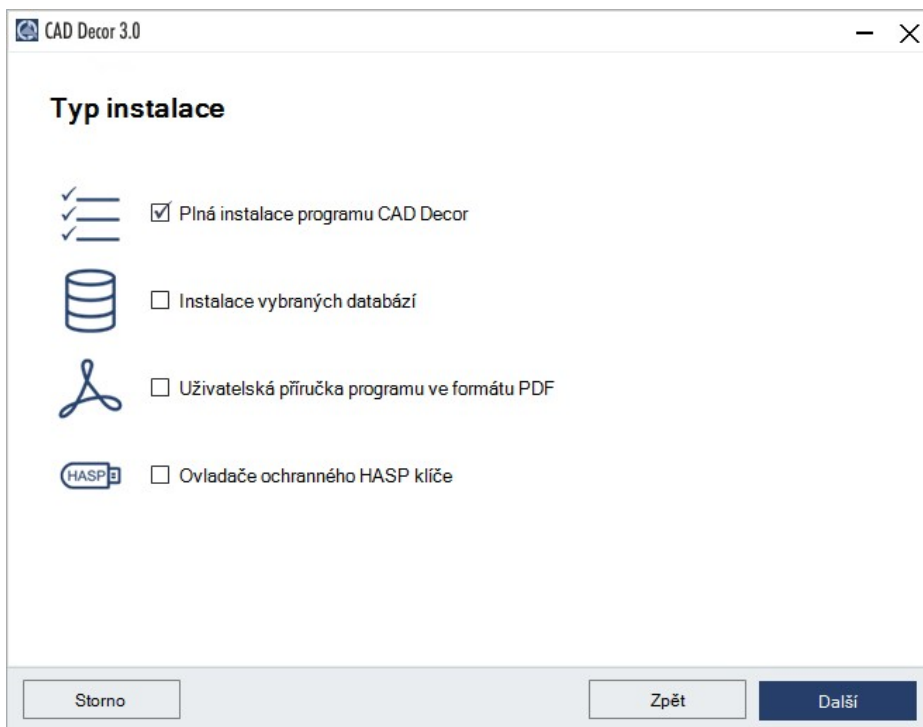 CAD Decor 3.0
Typ instalace
Plná instalace programu CAD Decor
Instalace vybraných databází
Uživatelská příručka programu ve formátu PDF
HASP
Ovladače ochranného HASP klíče
Storno
Zpět
Další